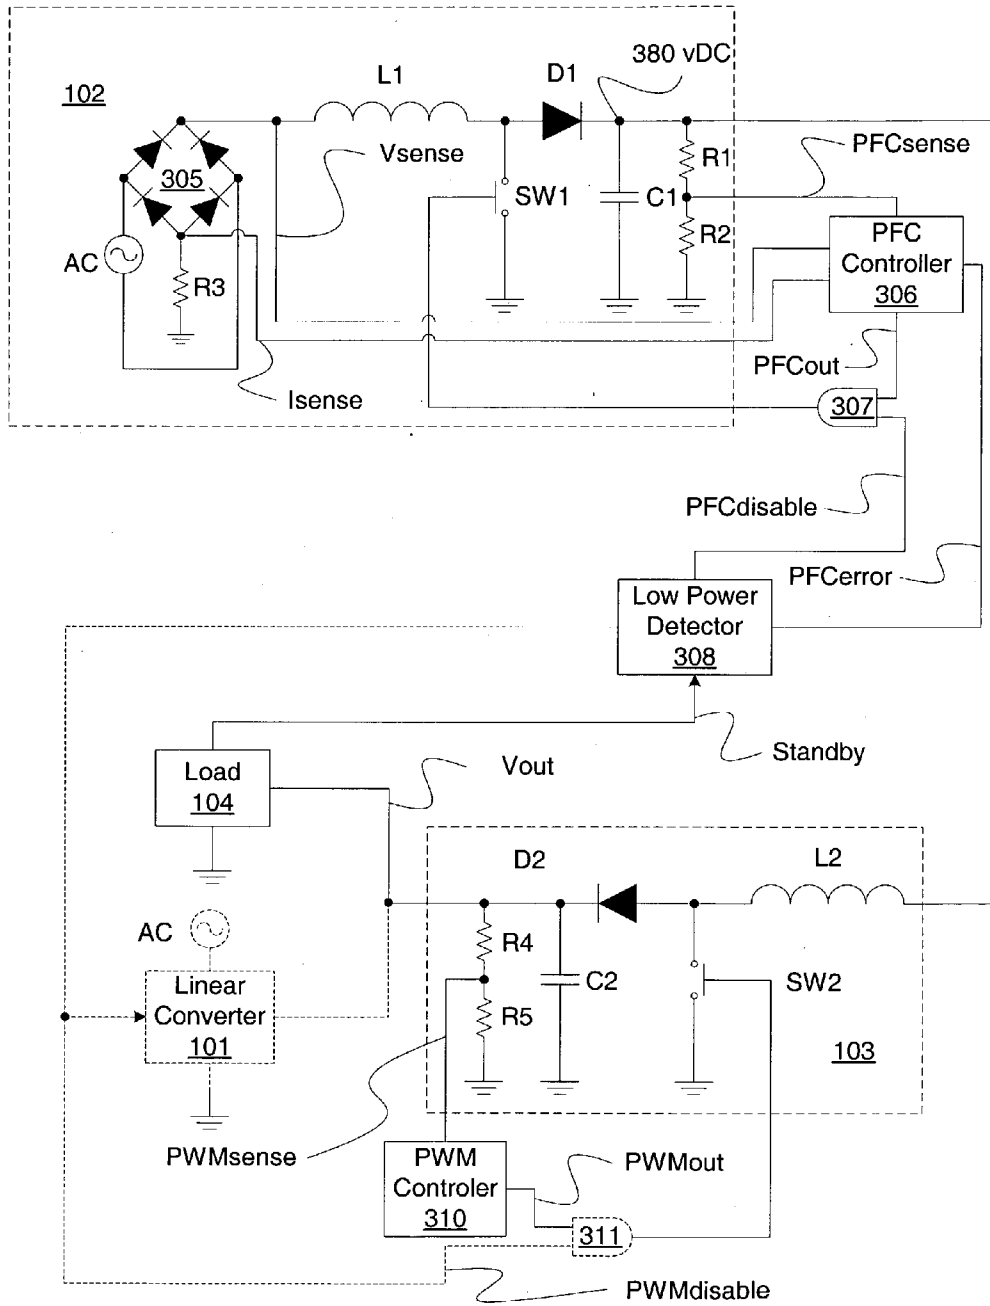 380 vDC
L1
D1
102
Vsense
R1
PFCsense
305
SW1
C1
R2
PFC
Controller
306
AC
R3
PFCout
Isense
307
PFCdisable
PFCerror
Low Power
Detector
308
Standby
Load
104
Vout
D2
L2
AC
R4
C2
SW2
Linear
Converter
101
R5
103
PWMsense
PWM
Controler
310
PWMout
311
PWMdisable